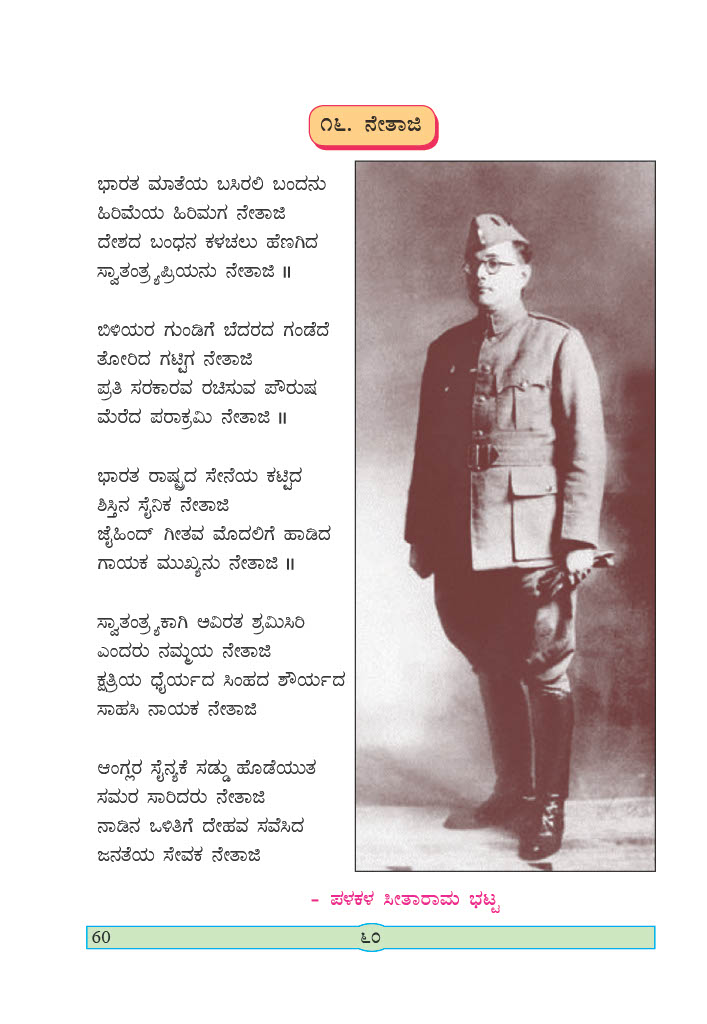 ೧೬. ನೇತಾಜಿ
ಭಾರತ ಮಾತೆಯ ಬಸಿರಲಿ ಬಂದನು
ಹಿರಿಮೆಯ ಹಿರಿಮಗ ನೇತಾಜಿ
ದೇಶದ ಬಂಧನ ಕಳಚಲು ಹೆಣಗಿದ
ಸ್ವಾತಂತ್ರ್ಯಪ್ರಿಯನು ನೇತಾಜಿ ॥
ಬಿಳಿಯರ ಗುಂಡಿಗೆ ಬೆದರದ ಗಂಡೆದೆ
ತೋರಿದ ಗಟ್ಟಿಗ ನೇತಾಜಿ
ಪ್ರತಿ ಸರಕಾರವ ರಚಿಸುವ ಪೌರುಷ
ಮೆರೆದ ಪರಾಕ್ರಮಿ ನೇತಾಜಿ ॥
ಭಾರತ ರಾಷ್ಟ್ರದ ಸೇನೆಯ ಕಟ್ಟಿದ
ಶಿಸ್ತಿನ ಸೈನಿಕ ನೇತಾಜಿ
ಜೈಹಿಂದ್ ಗೀತವ ಮೊದಲಿಗೆ ಹಾಡಿದ
ಗಾಯಕ ಮುಖ್ಯನು ನೇತಾಜಿ ॥
ಸ್ವಾತಂತ್ರ್ಯಕಾಗಿ ಅವಿರತ ಶ್ರಮಿಸಿರಿ
ಎಂದರು ನಮ್ಮಯ ನೇತಾಜಿ
ಕ್ಷತ್ರಿಯ ಧೈರ್ಯದ ಸಿಂಹದ ಶೌರ್ಯದ
ಸಾಹಸಿ ನಾಯಕ ನೇತಾಜಿ
ಆಂಗ್ಲರ ಸೈನ್ಯಕೆ ಸಡ್ಡು ಹೊಡೆಯುತ
ಸಮರ ಸಾರಿದರು ನೇತಾಜಿ
ನಾಡಿನ ಒಳಿತಿಗೆ ದೇಹವ ಸವೆಸಿದ
ಜನತೆಯ ಸೇವಕ ನೇತಾಜಿ
- ಪಳಕಳ ಸೀತಾರಾಮ ಭಟ್ಟ
60 ೬೦